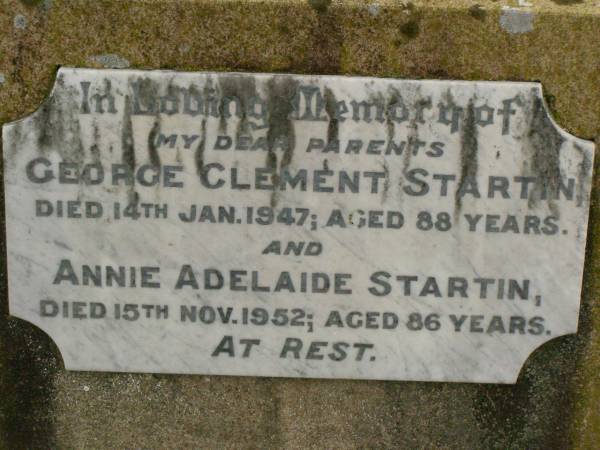 In Loving Memory of
MY DEAR PARENTS
GEORGE CLEMENT STARTIN,
DIED 14TH JAN. 1947; AGED 88 YEARS.
AND
ANNIE ADELAIDE STARTIN,
DIED 15TH NOV. 1952; AGED 86 YEARS.
AT REST.